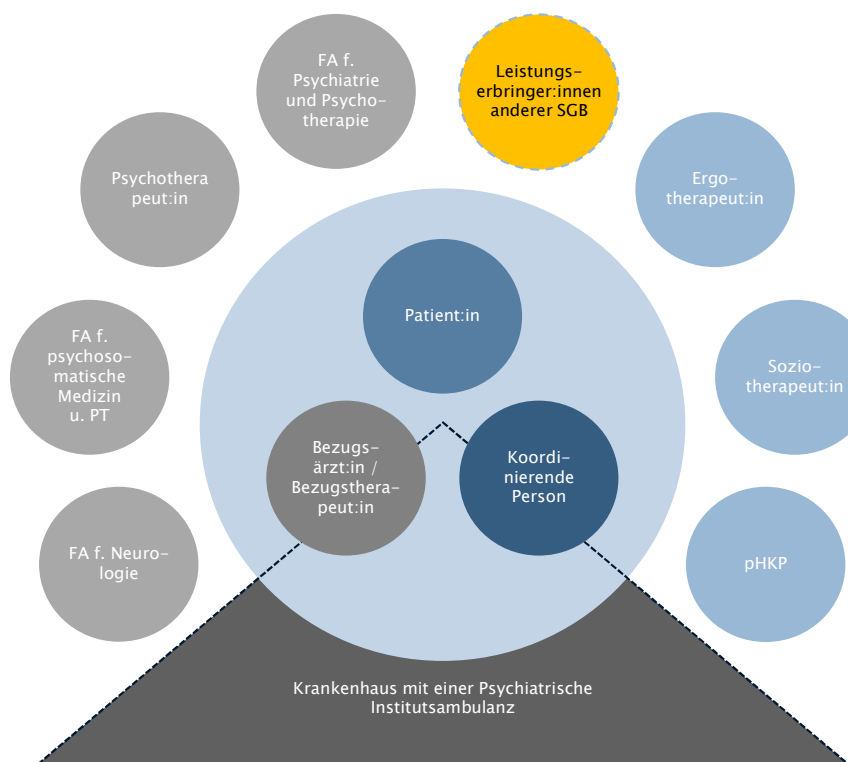 FA f.
Psychiatrie
und Psycho-
therapie
Leistungs-
erbringer:innen
anderer SGB
Psychothera
peut:in
Ergo-
therapeut:in
Patient:in
FA f.
psychoso-
matische
Medizin
u. PT
Sozio-
therapeut:in
Bezugs-
ärzt:in /
Bezugsthera-
peut:in
Koordi-
nierende
Person
FA f. Neuro-
logie
pHKP
Krankenhaus mit einer Psychiatrische
Institutsambulanz